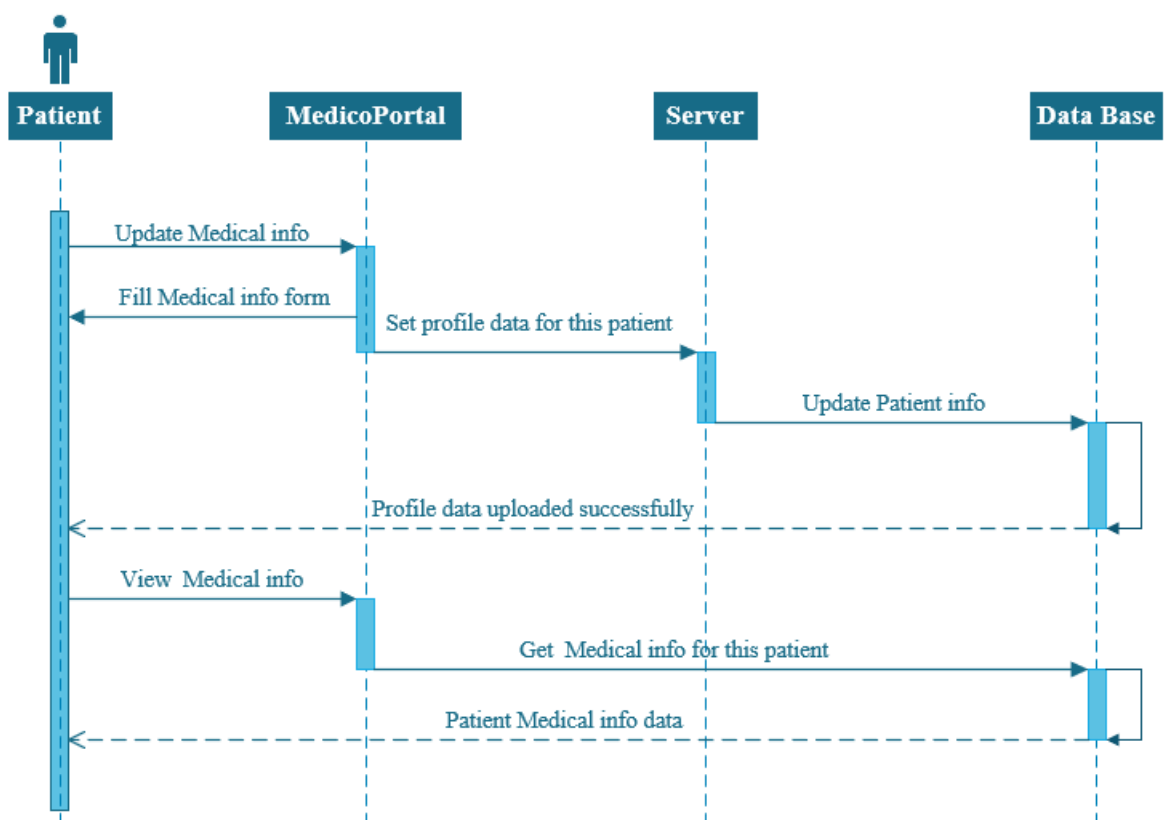 Patient
MedicoPortal
Server
Data Base
Update Medical info
Fill Medical info form
Set profile data for this patient
Update Patient info
Profile data uploaded successfully
View Medical info
Get Medical info for this patient
Patient Medical info data